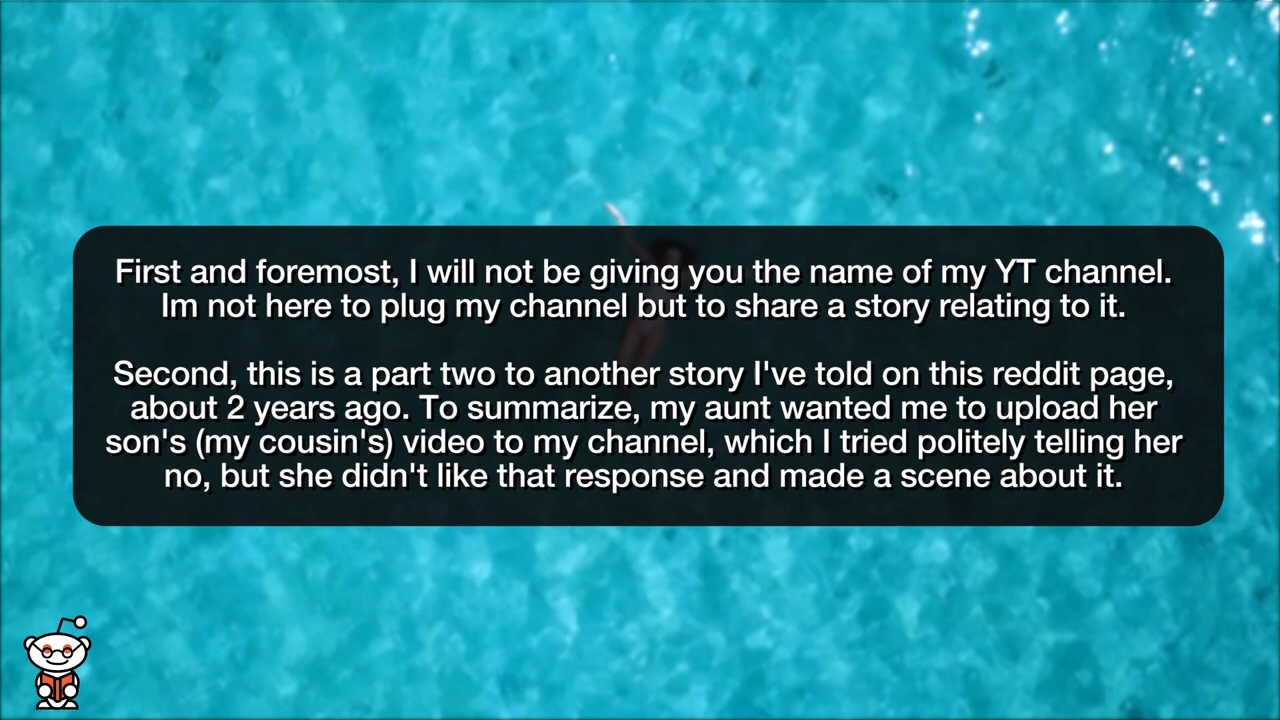 First and foremost, I will not be giving you the name of my YT channel.
Im not here to plug my channel but to share a story relating to it.
Second, this is a part two to another story I've told on this reddit page,
about 2 years ago. To summarize, my aunt wanted me to upload her
son's (my cousin's) video to my channel, which I tried politely telling her
no, but she didn't like that response and made a scene about it.